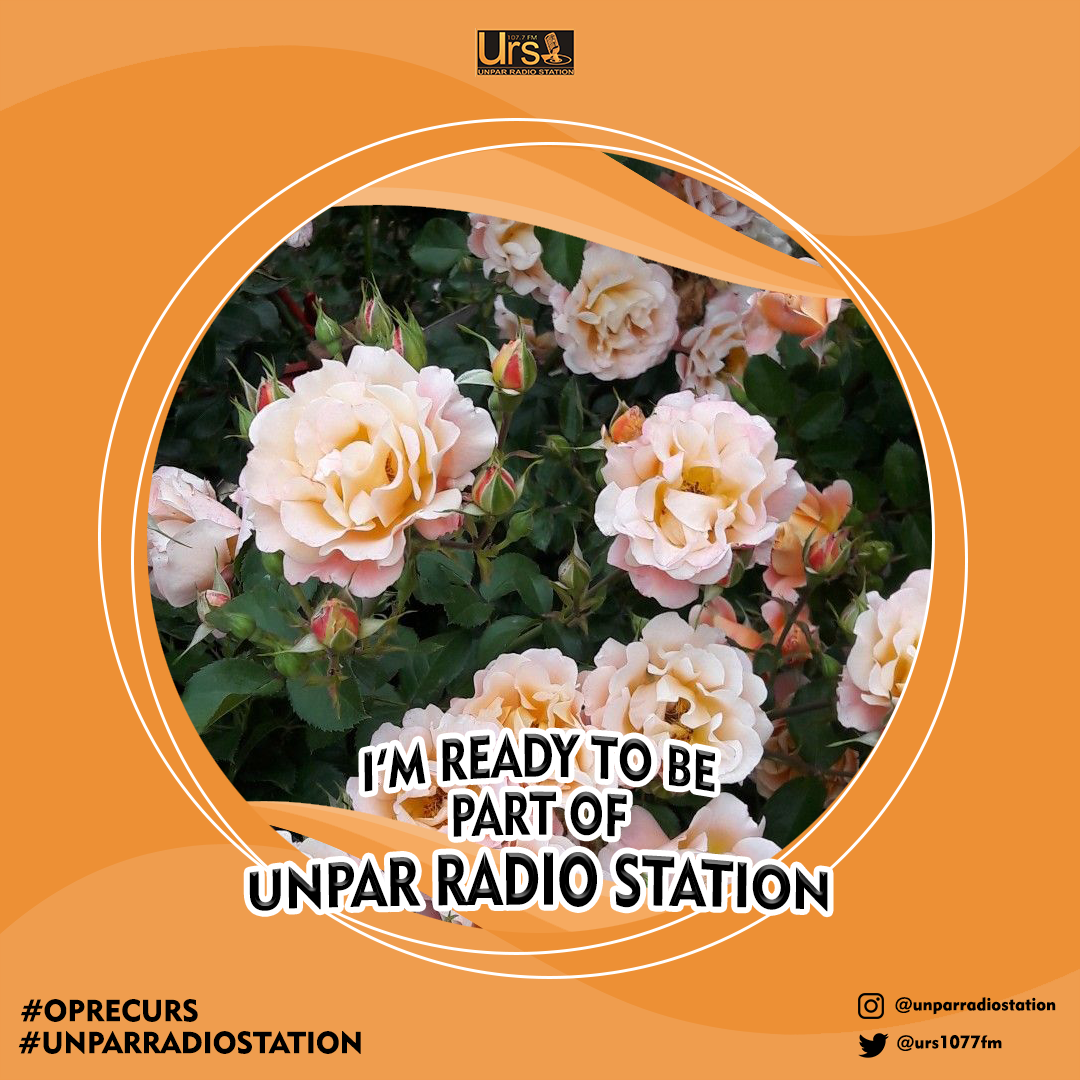 107.7 FM
Urs
UNPAR RADIO STATION
I'M READY TO BE
PART OF
UNPAR RADIO STATION
#OPRECURS
#UNPARRADIOSTATION
@unparradiostation
@urs1077fm